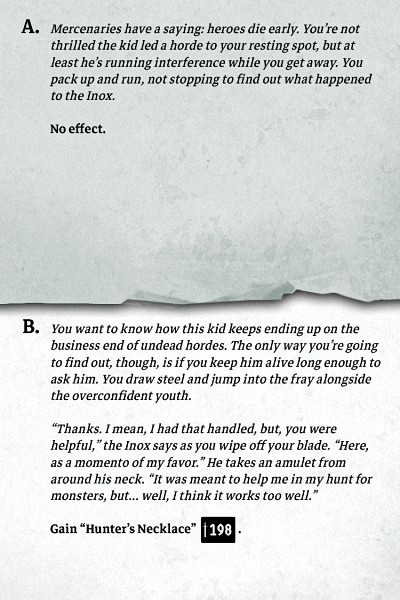 A. Mercenaries have a saying: heroes die early. You’re not
thrilled the kid led a horde to your resting spot, but at
least he’s running interference while you get away. You
pack up and run, not stopping to find out what happened
to the Inox.
No effect.
B. You want to know how this kid keeps ending up on the
business end of undead hordes. The only way you’re going
to find out, though, is if you keep him alive long enough to
ask him. You draw steel and jump into the fray alongside
the overconfident youth.
“Thanks. I mean, I had that handled, but, you were
helpful,” the Inox says as you wipe off your blade. “Here,
as a momento of my favor.” He takes an amulet from
around his neck. “It was meant to help me in my hunt for
monsters, but... well, I think it works too well.”
Gain “Hunter’s Necklace” †198 .